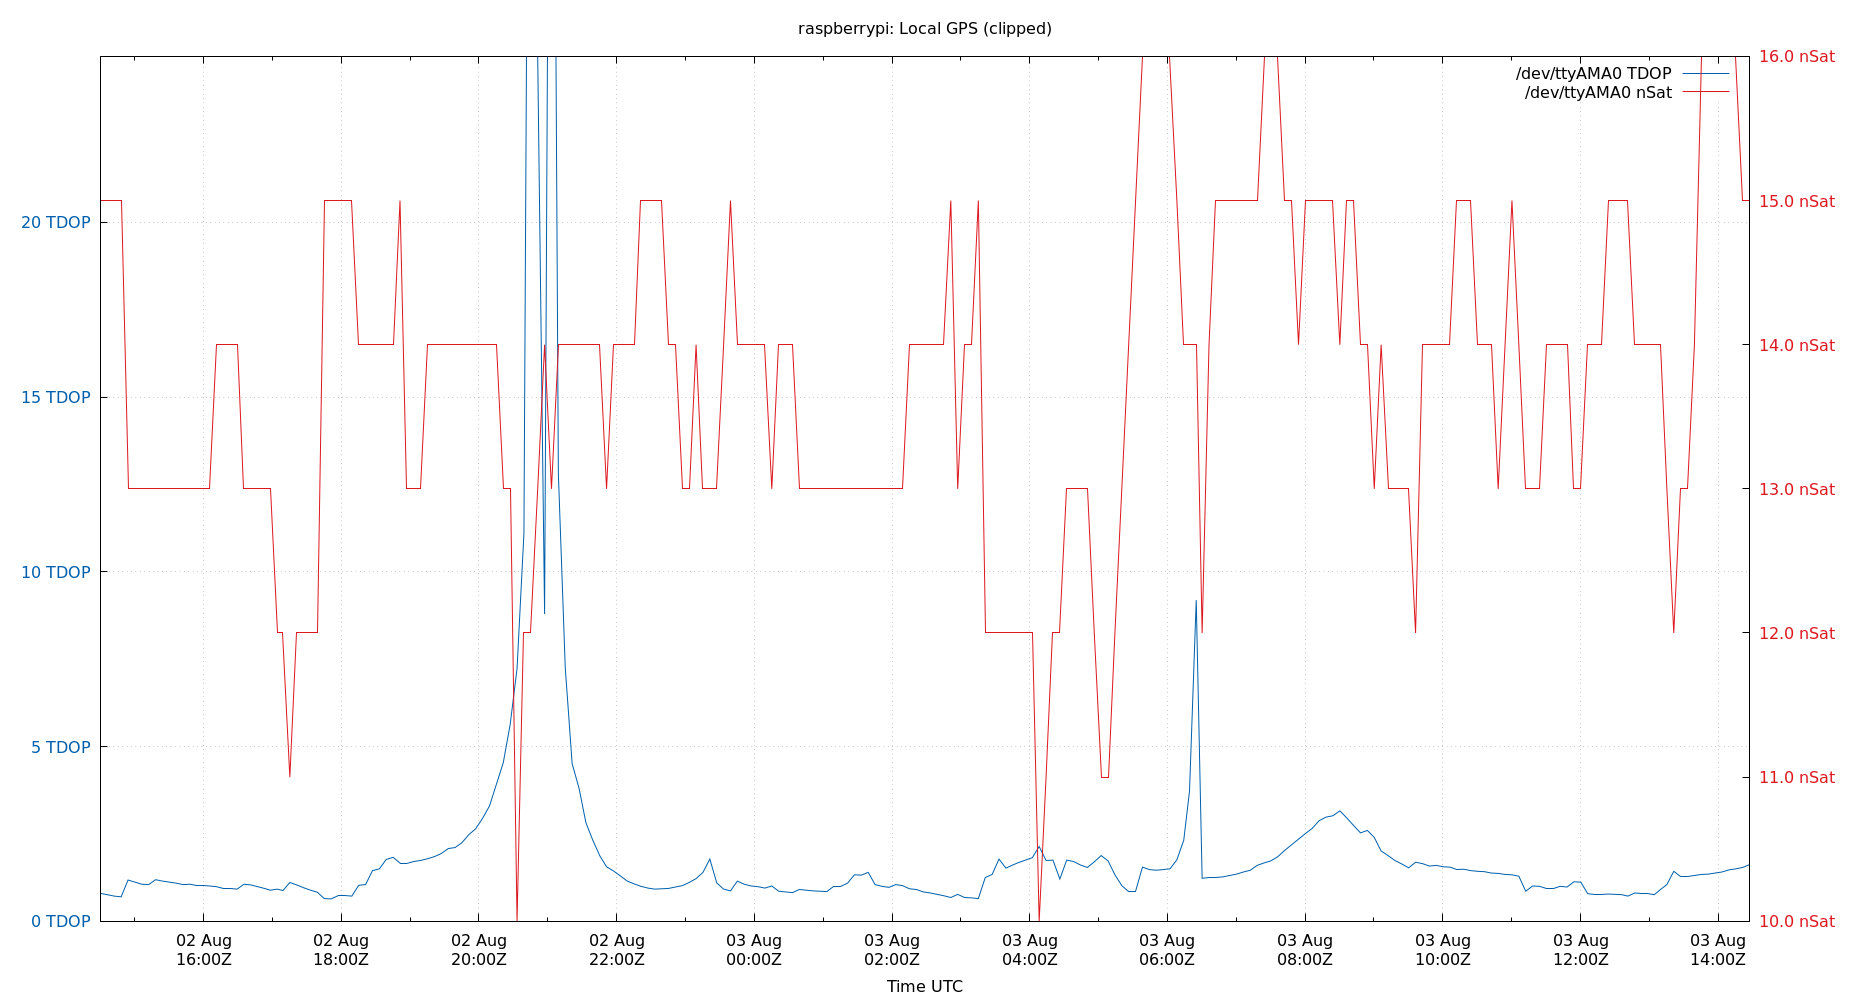 raspberrypi: Local GPS (clipped)
/dev/ttyAMA0 TDOP
/dev/ttyAMA0 nSat
20 TDOP
15 TDOP
10 TDOP
5 TDOP
0 TDOP
16.0 nSat
15.0 nSat
14.0 nSat
13.0 nSat
12.0 nSat
11.0 nSat
10.0 nSat
02 Aug
16:00Z
02 Aug
18:00Z
02 Aug
20:00Z
02 Aug
22:00Z
03 Aug
00:00Z
03 Aug
02:00Z
03 Aug
04:00Z
03 Aug
06:00Z
03 Aug
08:00Z
03 Aug
10:00Z
03 Aug
12:00Z
03 Aug
14:00Z
Time UTC